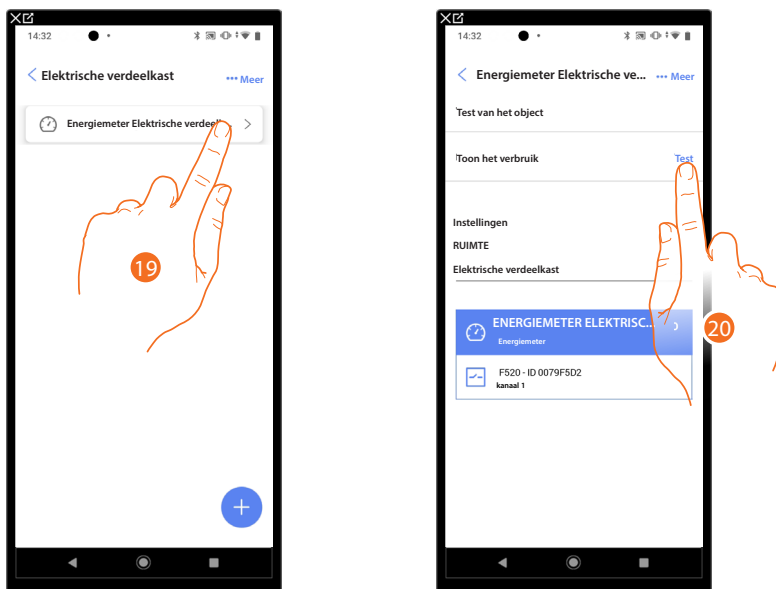 14:32
Elektrische verdeelkast
••• Meer
Energiemeter Elektrische verdeel...
19
14:32
Energiemeter Elektrische ve...
••• Meer
Test van het object
Toon het verbruik
Test
Instellingen
RUIMTE
Elektrische verdeelkast
ENERGIEMETER ELEKTRISC...
Energiemeter
F520 - ID 0079F5D2
kanaal 1
20